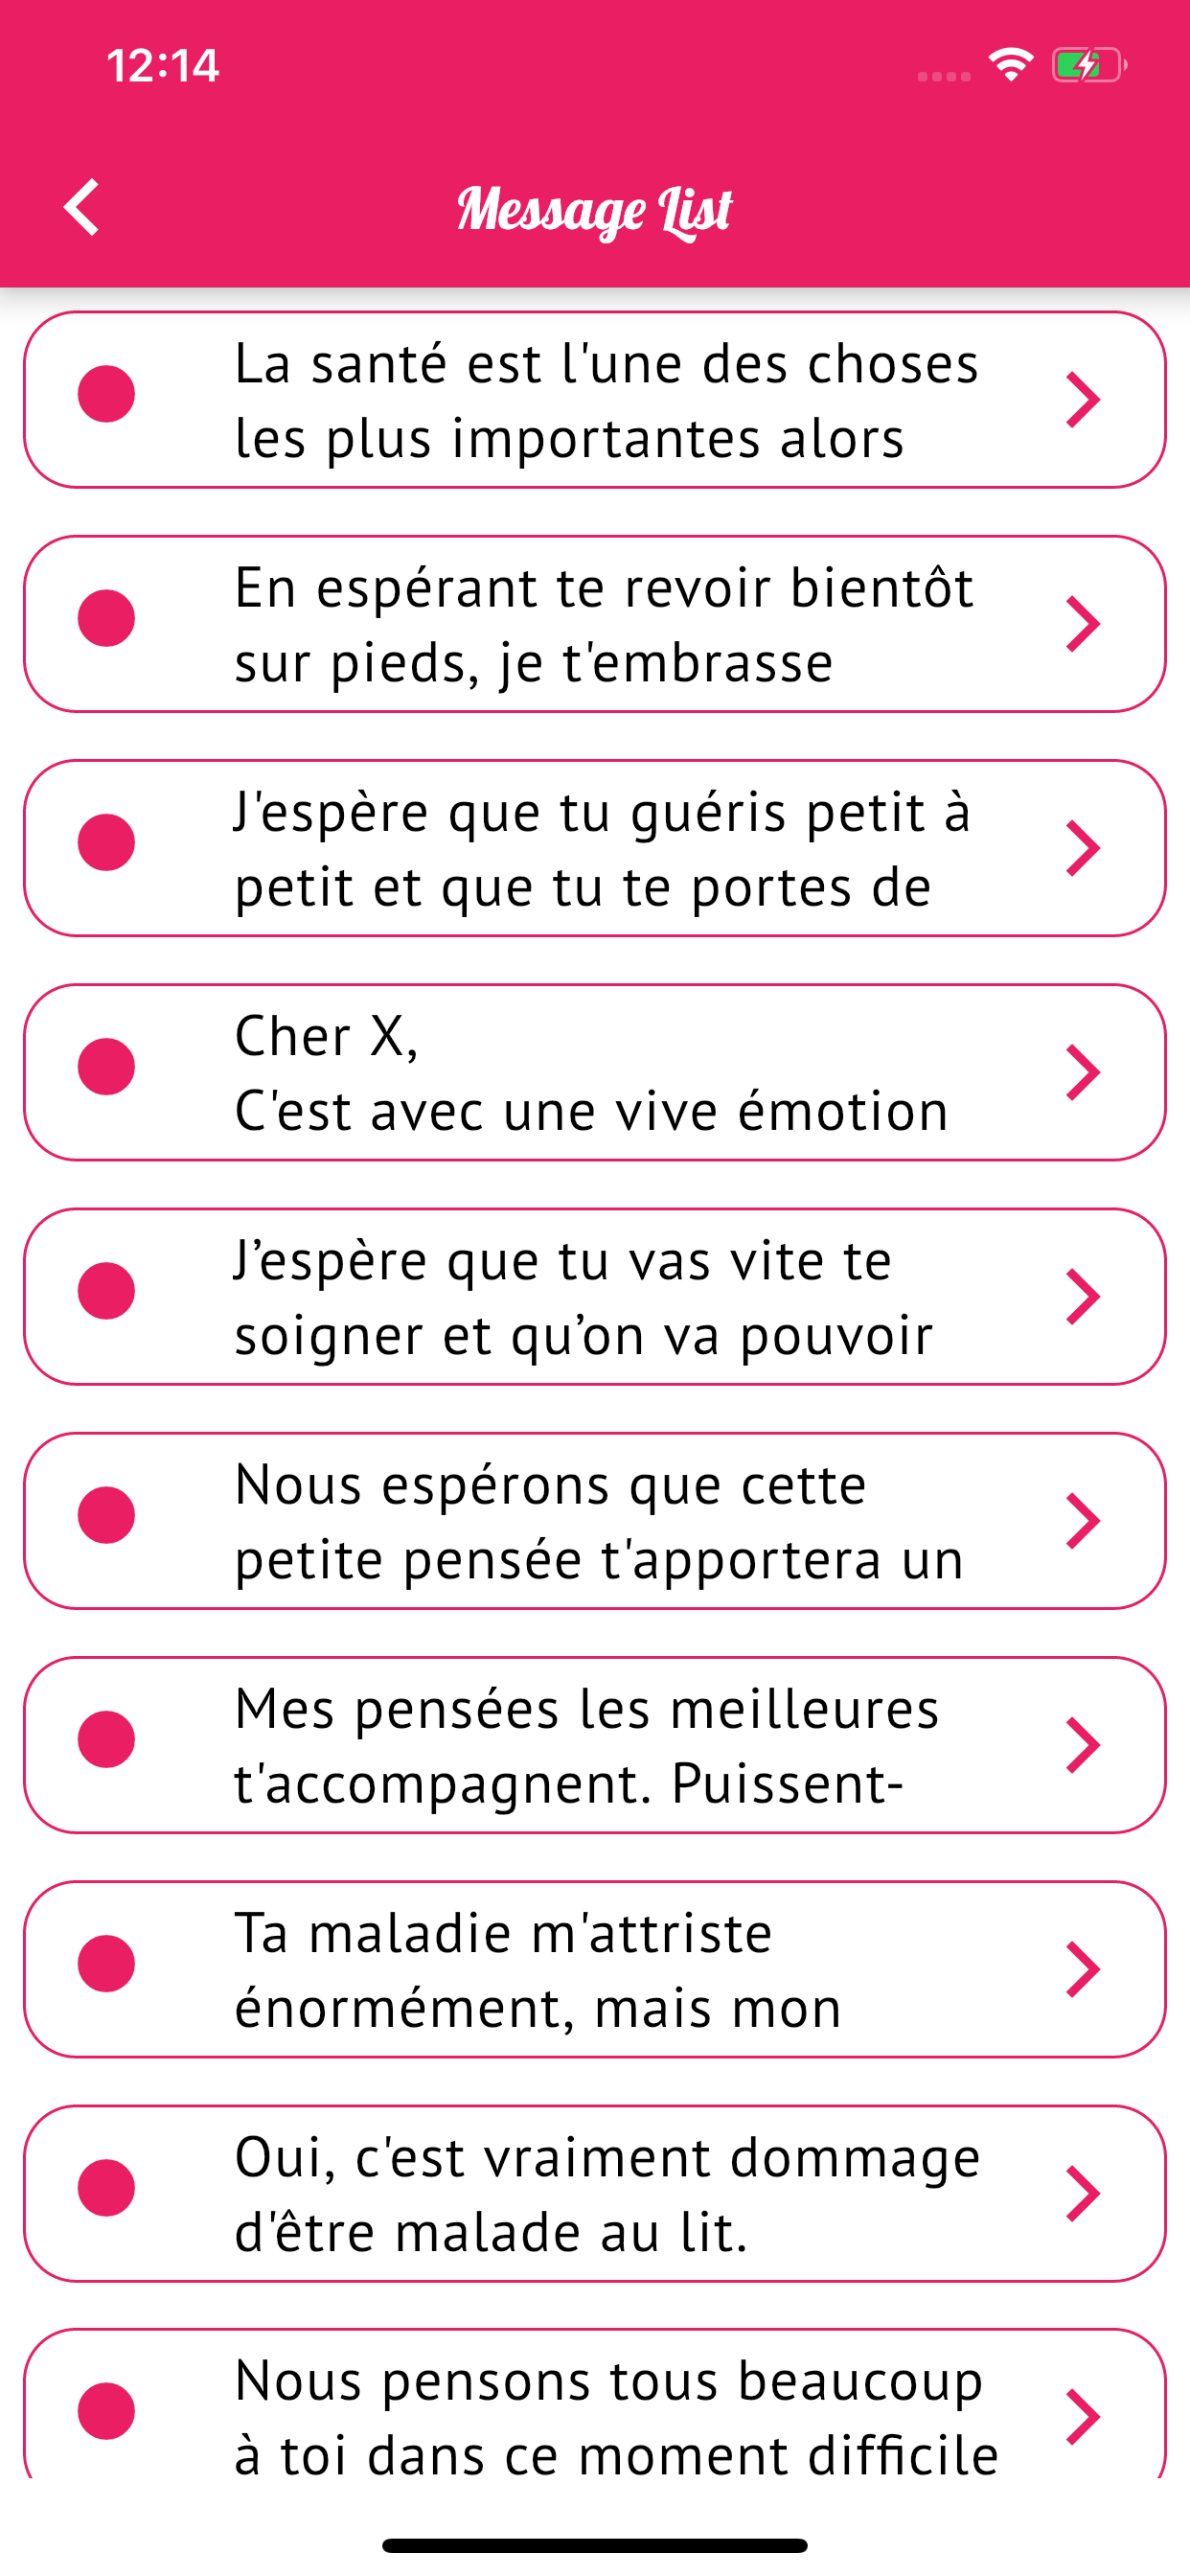 12:14
Message List
La santé est l'une des choses
les plus importantes alors
En espérant te revoir bientôt
sur pieds, je t'embrasse
J'espère que tu guéris petit à
petit et que tu te portes de
Cher X,
C'est avec une vive émotion
J’espère que tu vas vite te
soigner et qu’on va pouvoir
Nous espérons que cette
petite pensée t'apportera un
Mes pensées les meilleures
t'accompagnent. Puissent-
Ta maladie m'attriste
énormément, mais mon
Oui, c'est vraiment dommage
d'être malade au lit.
Nous pensons tous beaucoup
à toi dans ce moment difficile